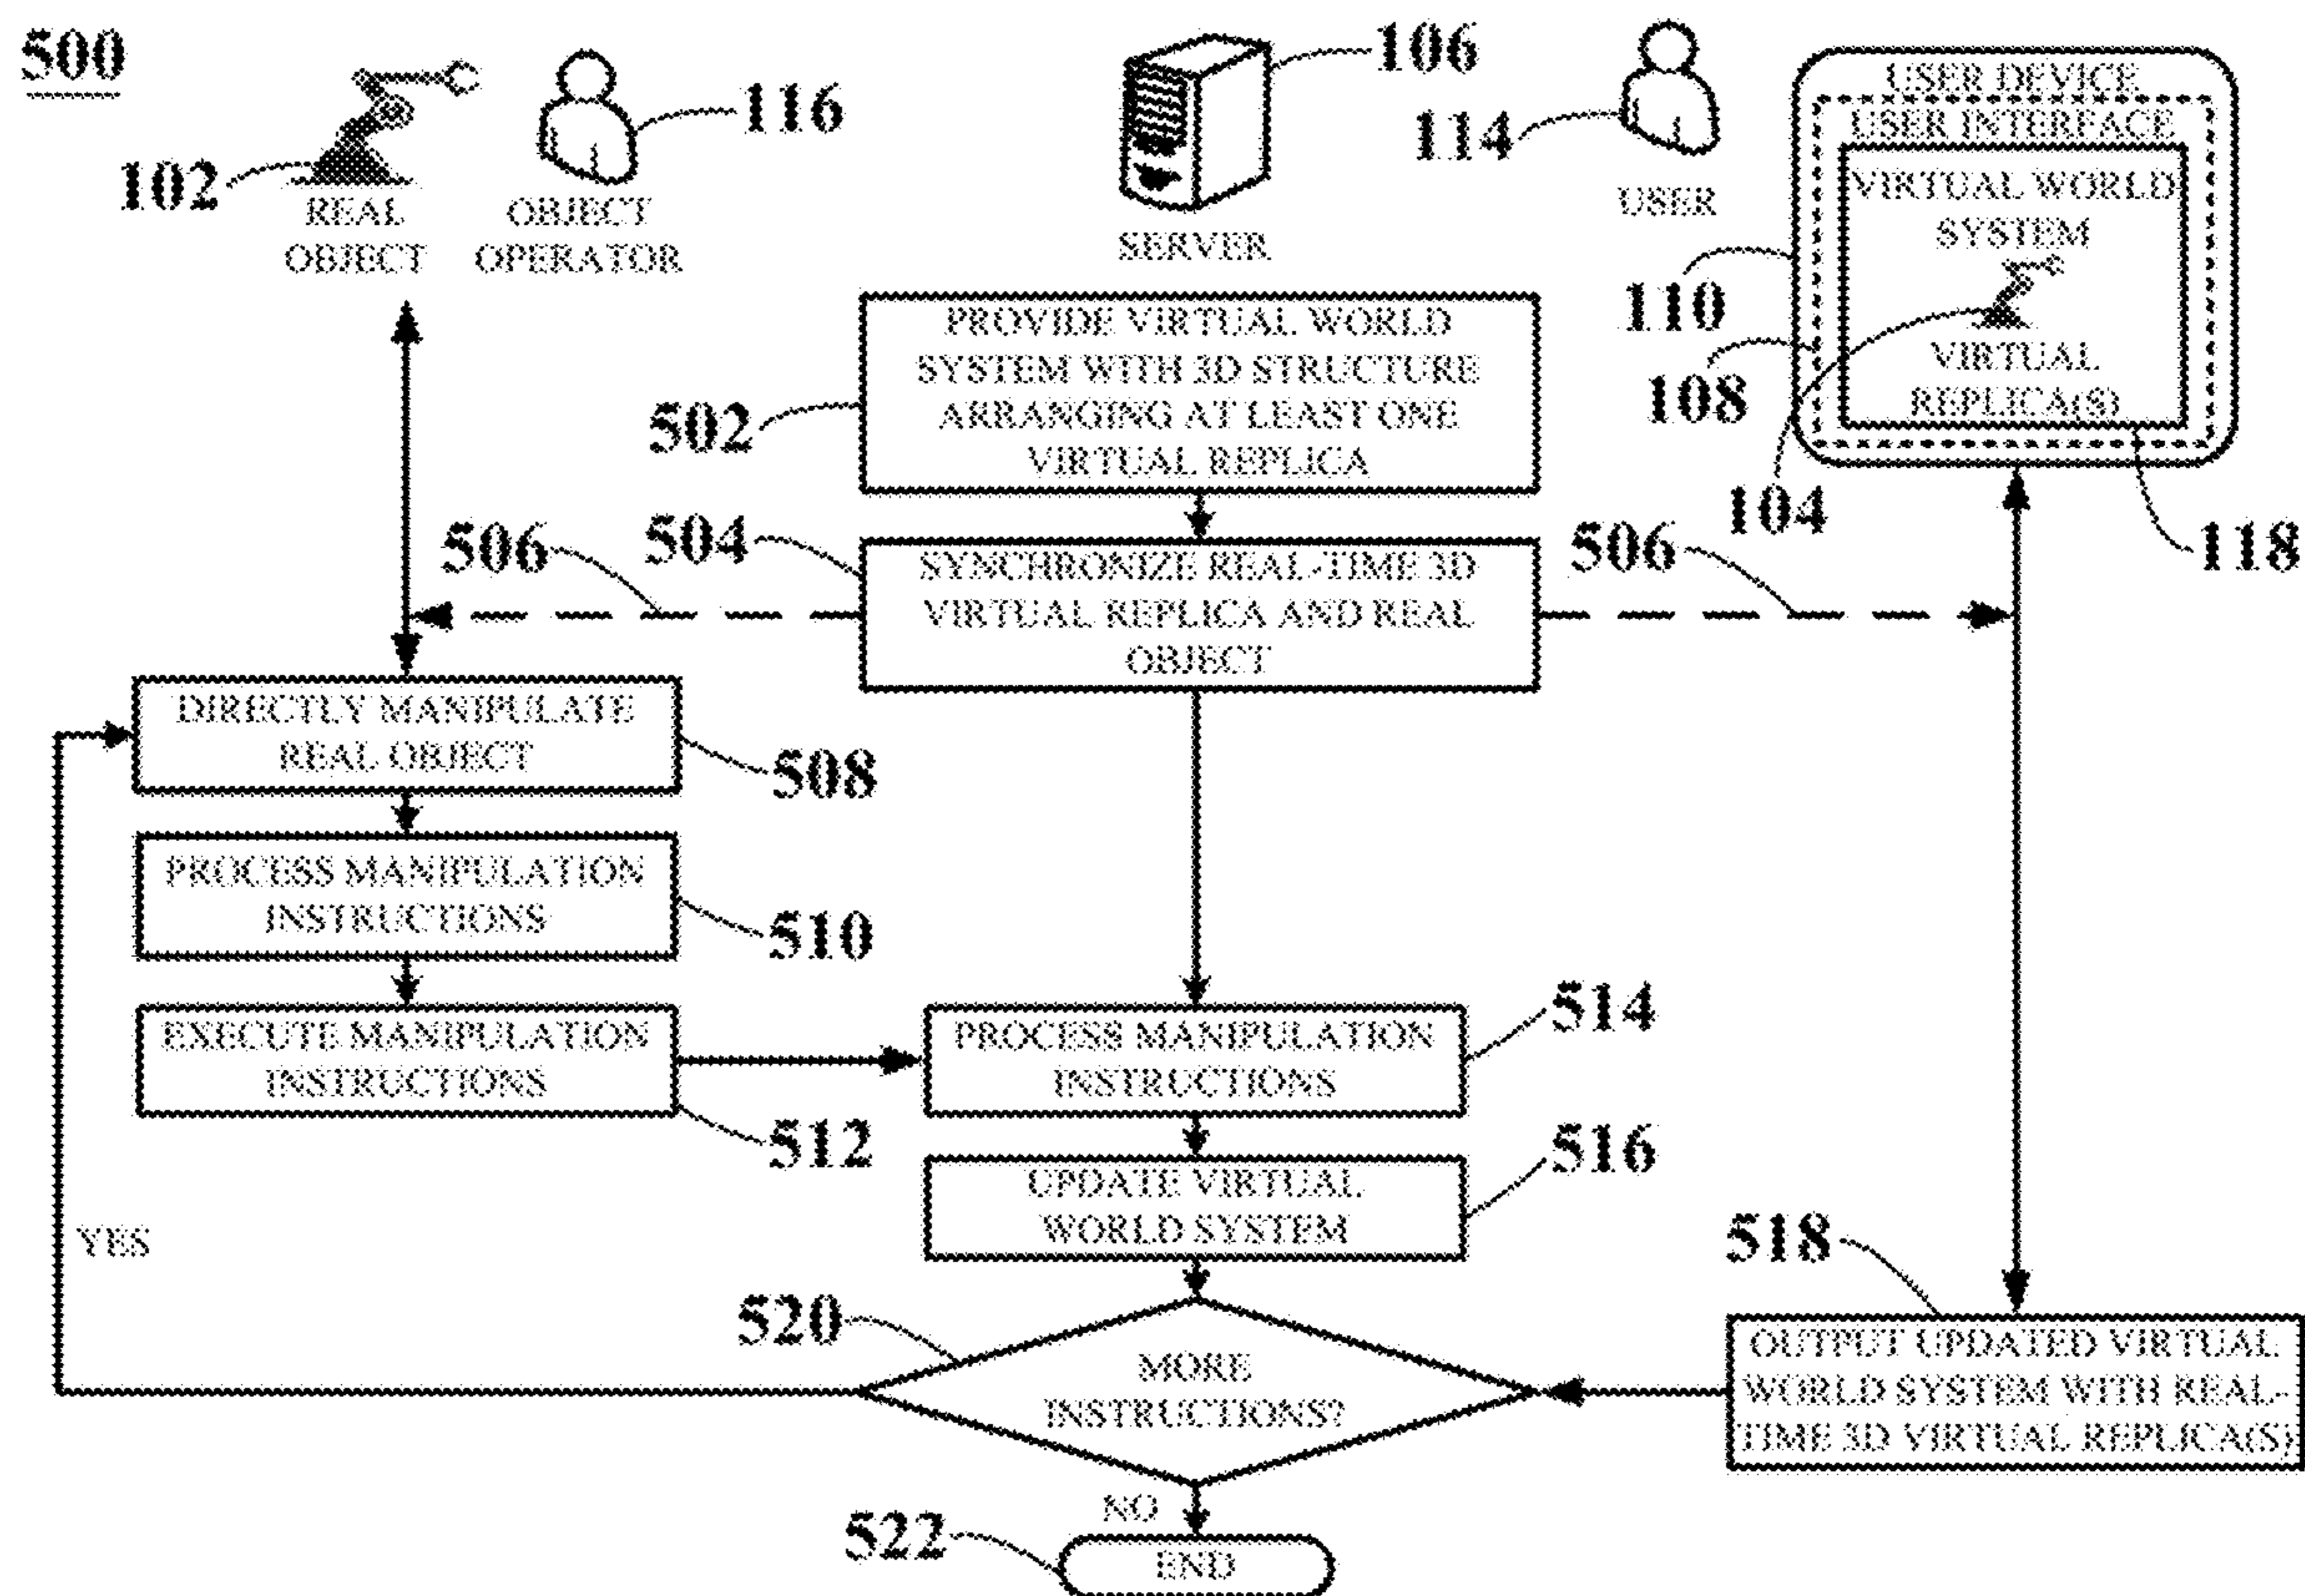 500
102
REAL
OBJECT
116
OBJECT
OPERATOR
106
SERVER
114
USER
USER DEVICE
USER INTERFACE
VIRTUAL WORLD
SYSTEM
VIRTUAL
REPLICA(S)
110
108
104
118
502
PROVIDE VIRTUAL WORLD
SYSTEM WITH 3D STRUCTURE
ARRANGING AT LEAST ONE
VIRTUAL REPLICA
506
504
SYNCHRONIZE REAL-TIME 3D
VIRTUAL REPLICA AND REAL
OBJECT
506
DIRECTLY MANIPULATE
REAL OBJECT
508
PROCESS MANIPULATION
INSTRUCTIONS
510
EXECUTE MANIPULATION
INSTRUCTIONS
512
PROCESS MANIPULATION
INSTRUCTIONS
514
UPDATE VIRTUAL
WORLD SYSTEM
516
YES
518
OUTPUT UPDATED VIRTUAL
WORLD SYSTEM WITH REAL-
TIME 3D VIRTUAL REPLICA(S)
520
MORE
INSTRUCTIONS?
NO
522
END